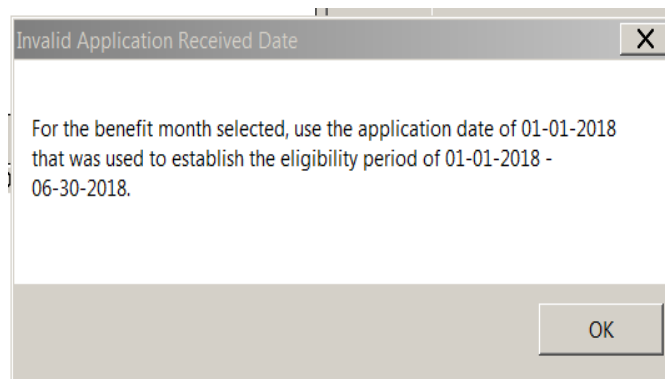 Invalid Application Received Date
For the benefit month selected, use the application date of 01-01-2018
that was used to establish the eligibility period of 01-01-2018 -
06-30-2018.
OK